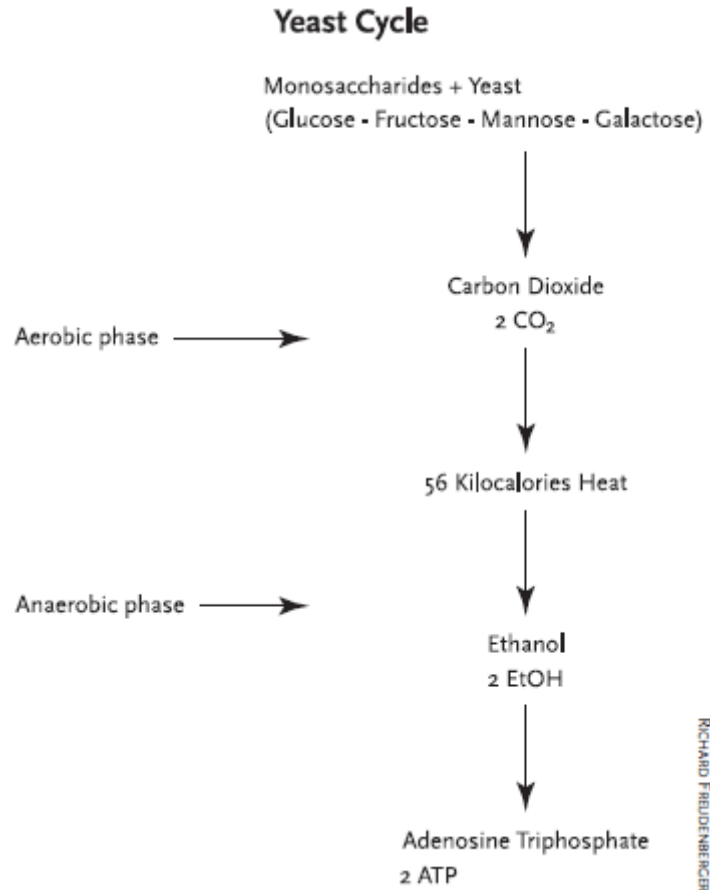 Yeast Cycle
Monosaccharides + Yeast
(Glucose - Fructose - Mannose - Galactose)
Carbon Dioxide
2 CO₂
Aerobic phase
56 Kilocalories Heat
Anaerobic phase
Ethanol
2 EtOH
Adenosine Triphosphate
2 ATP
RICHARD FREUDENBERGER